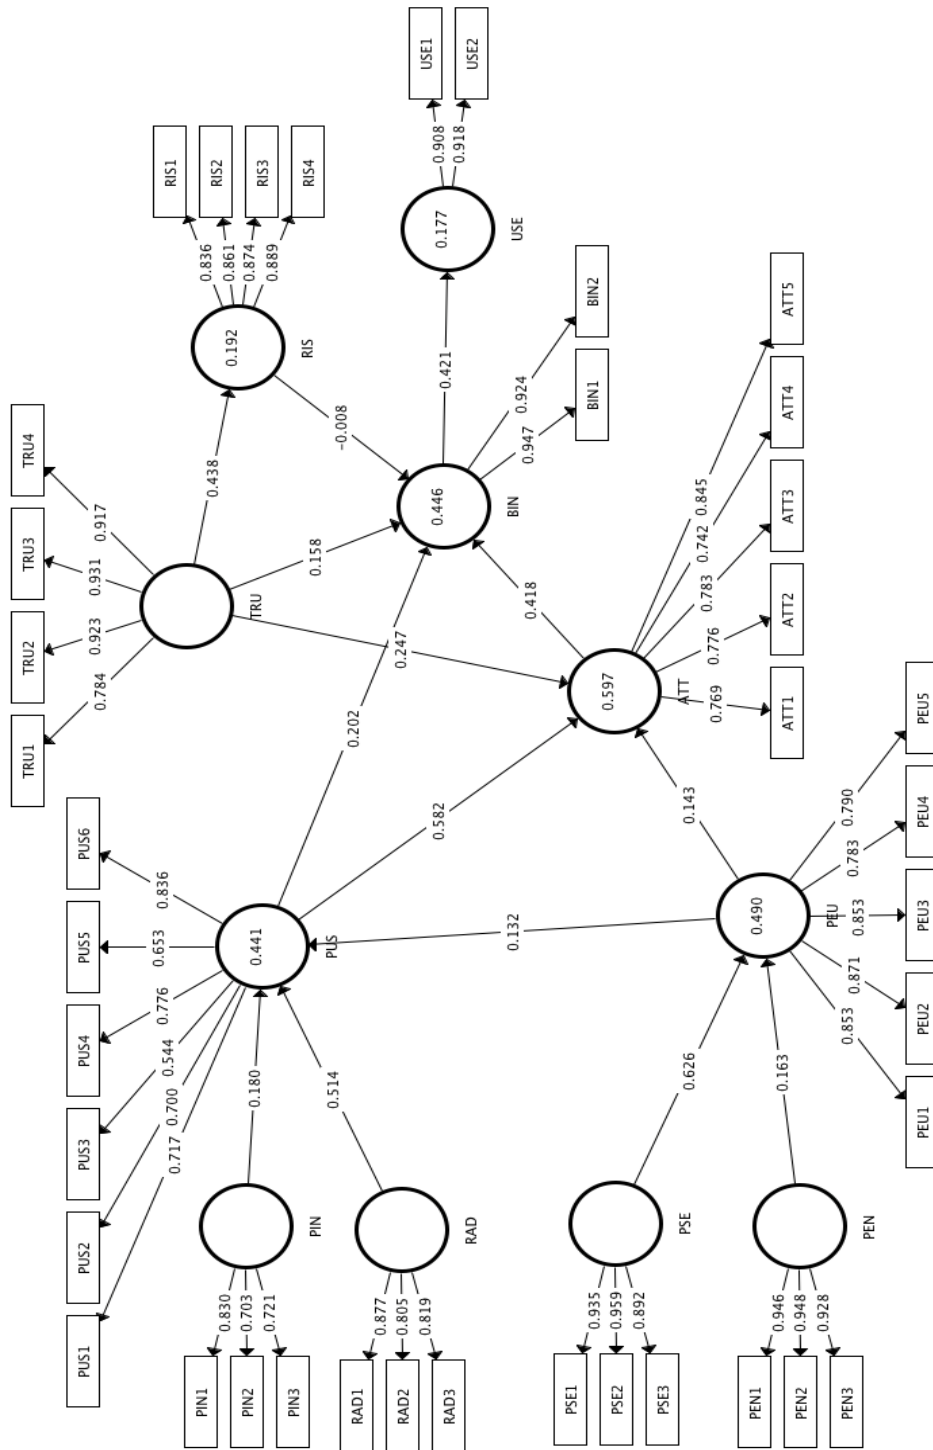 USE1
USE2
0.908
0.918
0.177
USE
RIS1
RIS2
RIS3
RIS4
0.836
0.861
0.874
0.889
0.192
RIS
BIN2
BIN1
0.924
0.947
0.421
-0.008
0.446
BIN
TRU4
TRU3
TRU2
TRU1
0.917
0.931
0.923
0.784
0.438
0.158
TRU
0.247
0.202
0.418
ATT5
ATT4
ATT3
ATT2
ATT1
0.845
0.742
0.783
0.776
0.769
0.597
ATT
PUS6
PUS5
PUS4
PUS3
PUS2
PUS1
0.836
0.653
0.776
0.544
0.700
0.717
0.441
PUS
0.582
0.143
0.132
PEU5
PEU4
PEU3
PEU2
PEU1
0.790
0.783
0.853
0.871
0.853
0.490
PEU
0.180
0.514
0.626
0.163
PIN
RAD
PSE
PEN
0.830
0.703
0.721
0.877
0.805
0.819
0.935
0.959
0.892
0.946
0.948
0.928
PIN1
PIN2
PIN3
RAD1
RAD2
RAD3
PSE1
PSE2
PSE3
PEN1
PEN2
PEN3